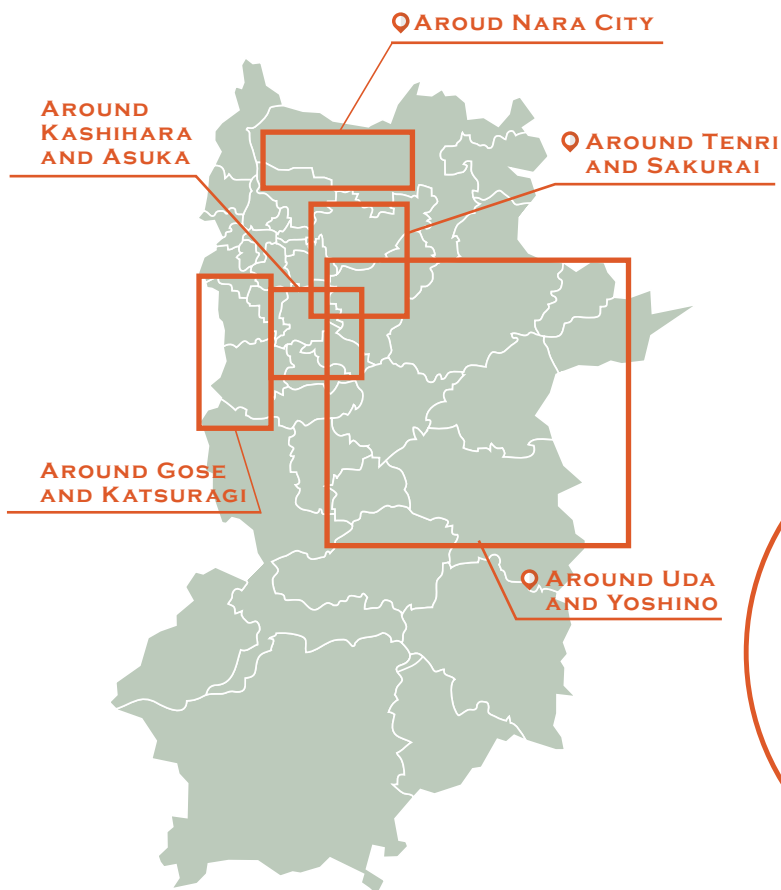 AROUD NARA CITY
AROUND
KASHIHARA
AND ASUKA
AROUND TENRI
AND SAKURAI
AROUND GOSE
AND KATSURAGI
AROUND UDA
AND YOSHINO